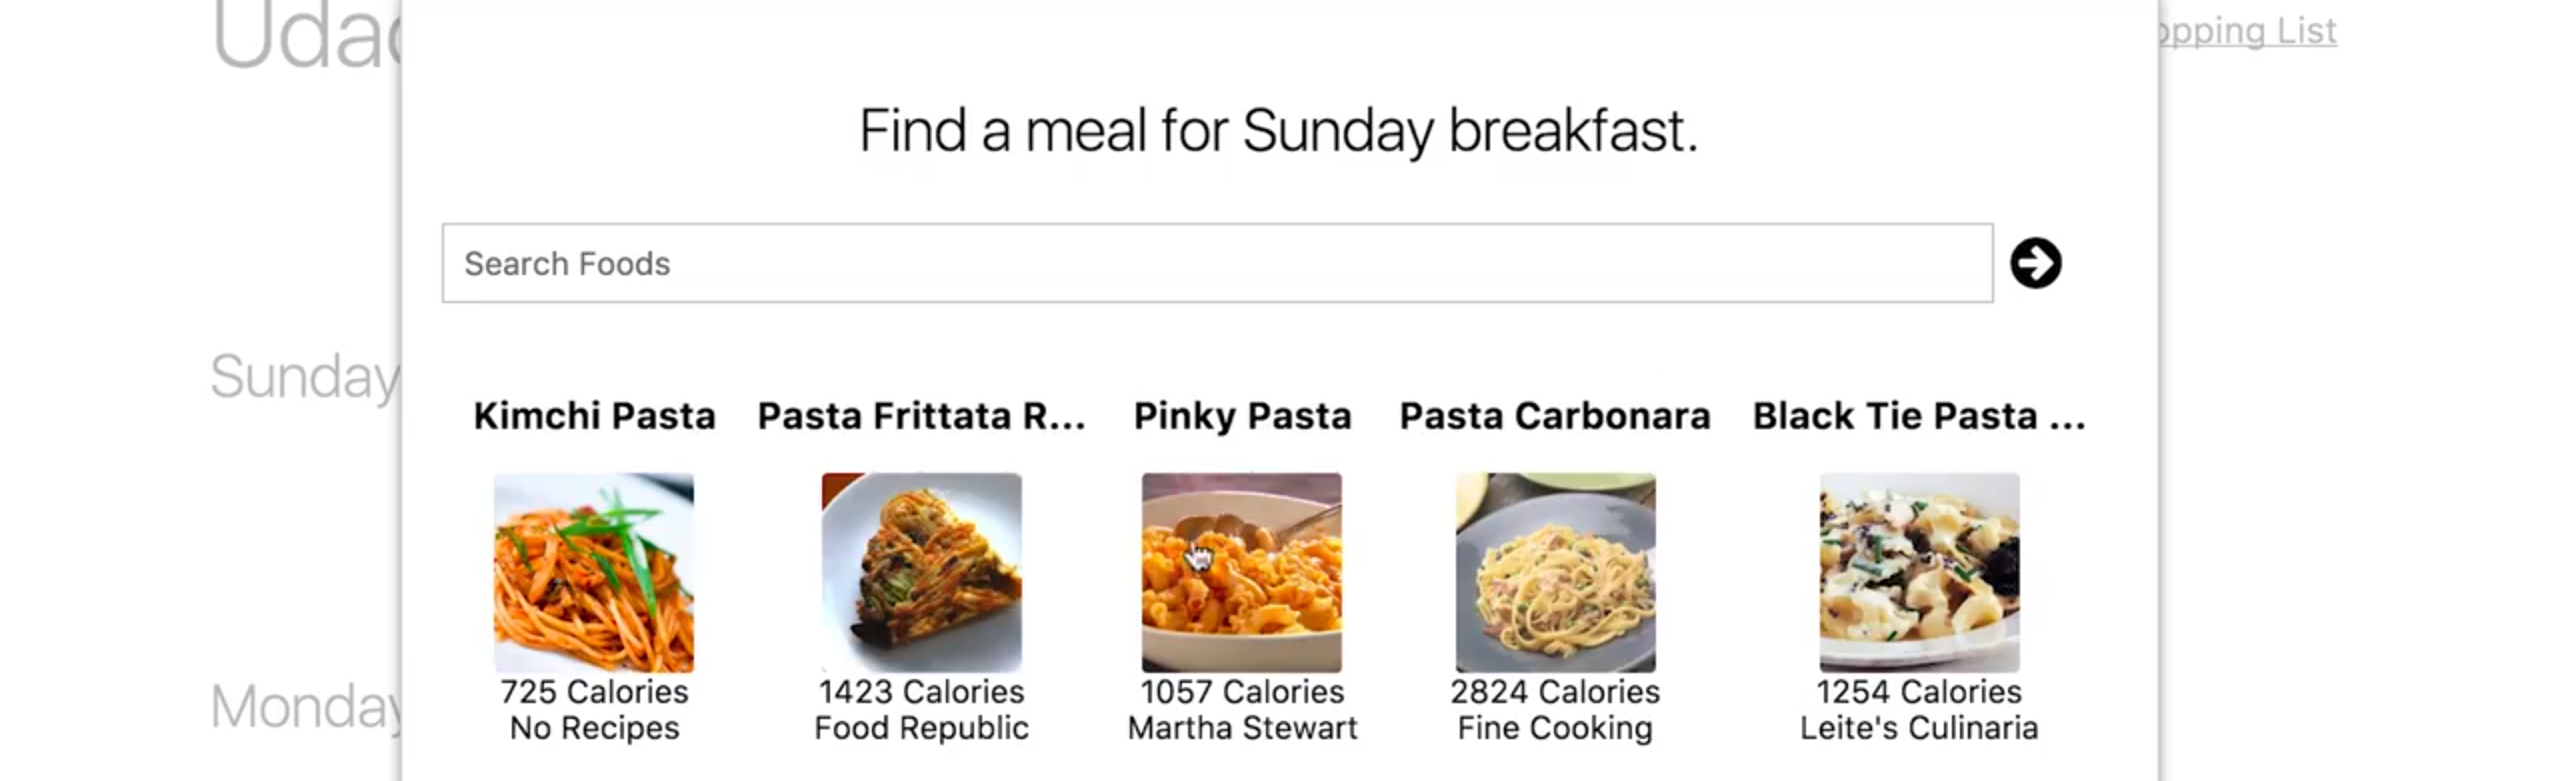 Udac
opping List
Find a meal for Sunday breakfast.
Search Foods
Sunday
Kimchi Pasta
Pasta Frittata R...
Pinky Pasta
Pasta Carbonara
Black Tie Pasta ...
725 Calories
No Recipes
1423 Calories
Food Republic
1057 Calories
Martha Stewart
2824 Calories
Fine Cooking
1254 Calories
Leite's Culinaria
Monday